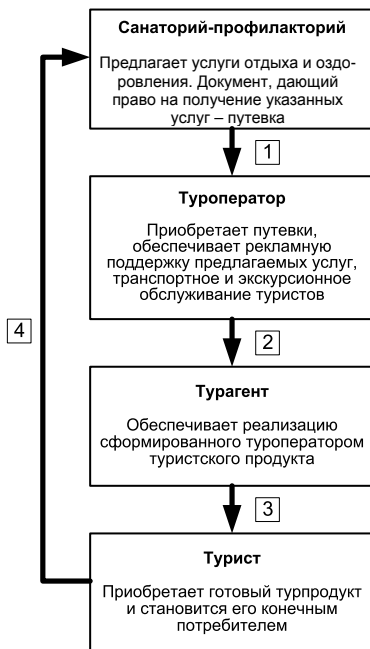 Санаторий-профилакторий
Предлагает услуги отдыха и оздо-
ровления. Документ, дающий
право на получение указанных
услуг – путевка
1
Туроператор
Приобретает путевки,
обеспечивает рекламную
поддержку предлагаемых услуг,
транспортное и экскурсионное
обслуживание туристов
4
2
Турагент
Обеспечивает реализацию
сформированного туроператором
туристского продукта
3
Турист
Приобретает готовый турпродукт
и становится его конечным
потребителем